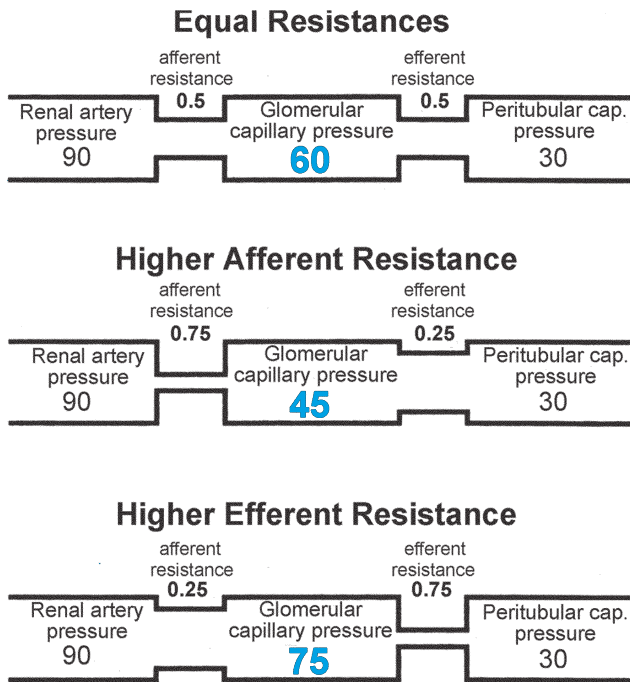 Equal Resistances
afferent resistance 0.5
efferent resistance 0.5
Renal artery pressure 90
Glomerular capillary pressure 60
Peritubular cap. pressure 30
Higher Afferent Resistance
afferent resistance 0.75
efferent resistance 0.25
Renal artery pressure 90
Glomerular capillary pressure 45
Peritubular cap. pressure 30
Higher Efferent Resistance
afferent resistance 0.25
efferent resistance 0.75
Renal artery pressure 90
Glomerular capillary pressure 75
Peritubular cap. pressure 30